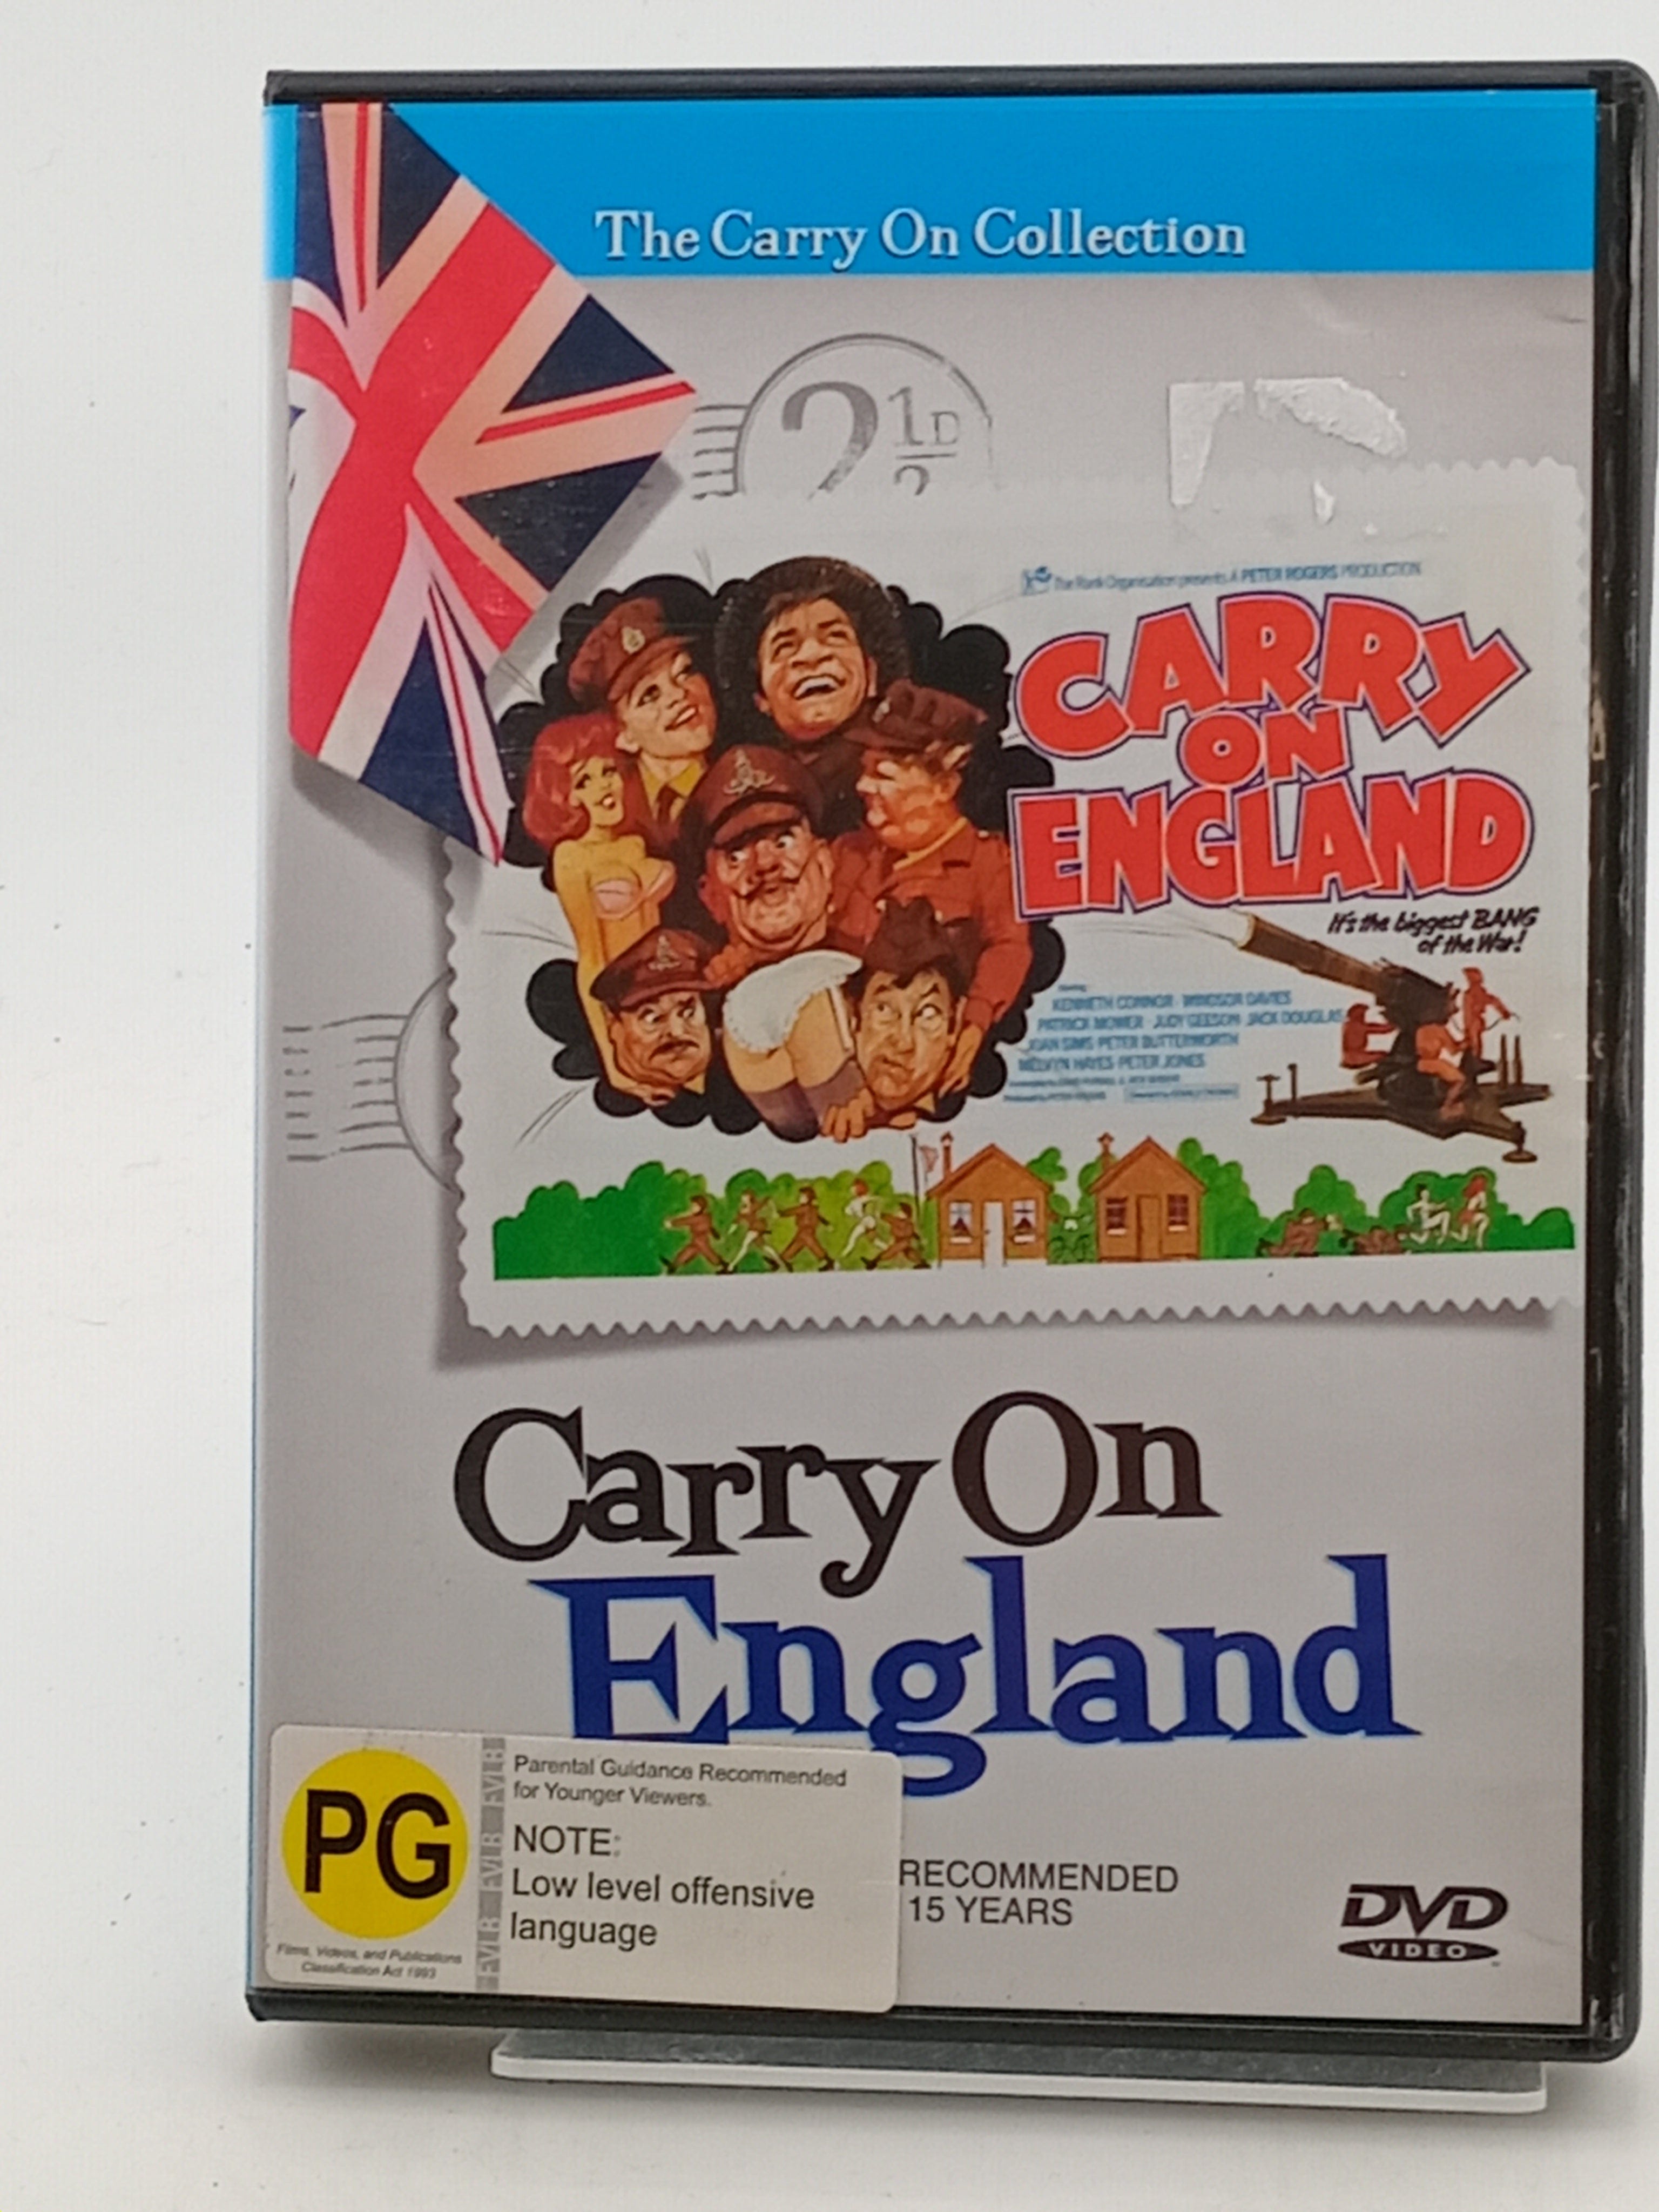 The Carry On Collection
2 1/2 D
The Rank Organisation presents A PETER ROGERS PRODUCTION
CARRY
ON
ENGLAND
It's the biggest BANG
of the War!
KENNETH CONNOR · WINDSOR DAVIES
PATRICK MOWER · JUDY GEESON · JACK DOUGLAS
JOAN SIMS · PETER BUTTERWORTH
MELVYN HAYES · PETER JONES
Carry On
England
PG
Films, Videos, and Publications
Classification Act 1993
Parental Guidance Recommended
for Younger Viewers.
NOTE:
Low level offensive
language
RECOMMENDED
15 YEARS
DVD
VIDEO